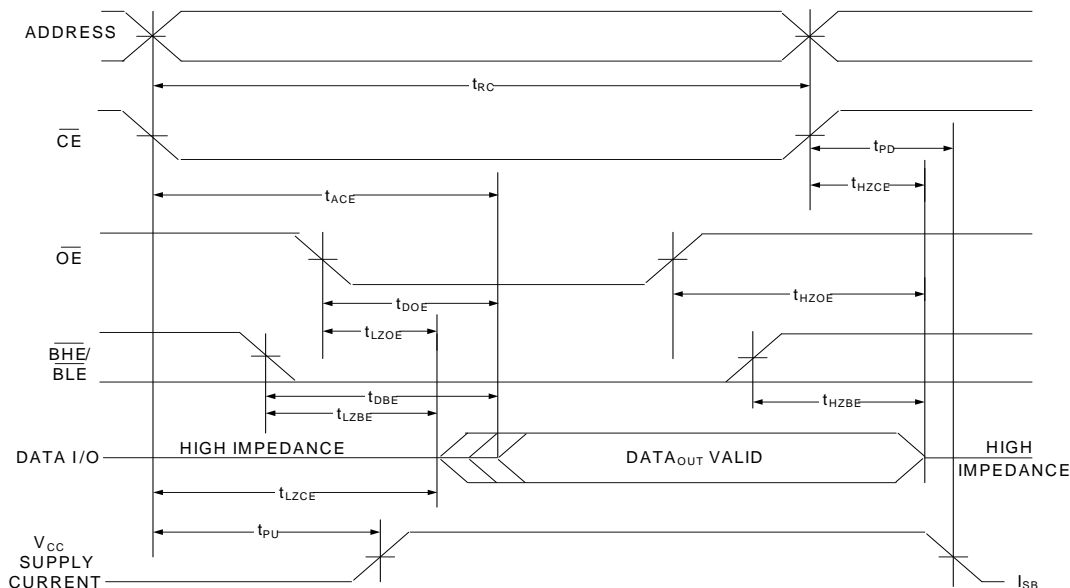 ADDRESS
tRC
CE
tPD
tHZCE
tACE
OE
tDOE
tHZOE
tLZOE
BHE/
BLE
tDBE
tHZBE
tLZBE
DATA I/O
HIGH IMPEDANCE
DATAOUT VALID
HIGH
IMPEDANCE
tLZCE
tPU
VCC
SUPPLY
CURRENT
ISB